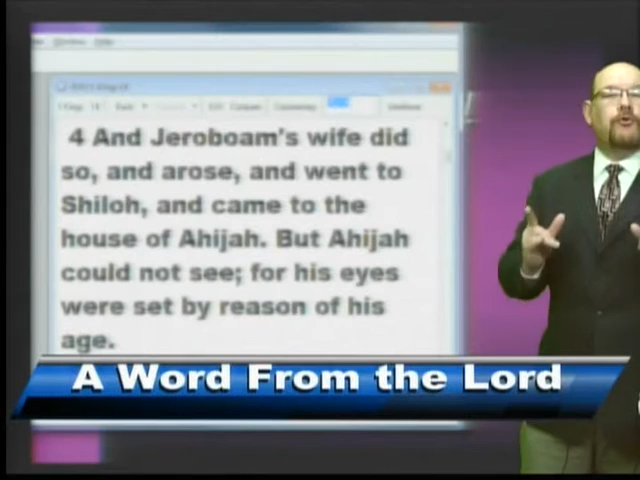 4 And Jeroboam's wife did
so, and arose, and went to
Shiloh, and came to the
house of Ahijah. But Ahijah
could not see; for his eyes
were set by reason of his
age.
A Word From the Lord